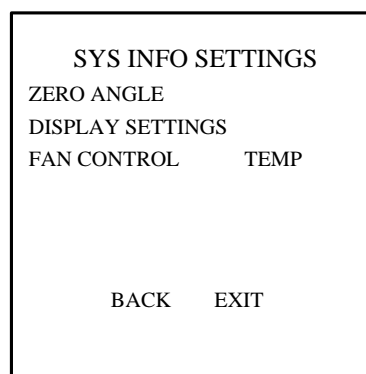 SYS INFO SETTINGS
ZERO ANGLE
DISPLAY SETTINGS
FAN CONTROL TEMP
BACK EXIT